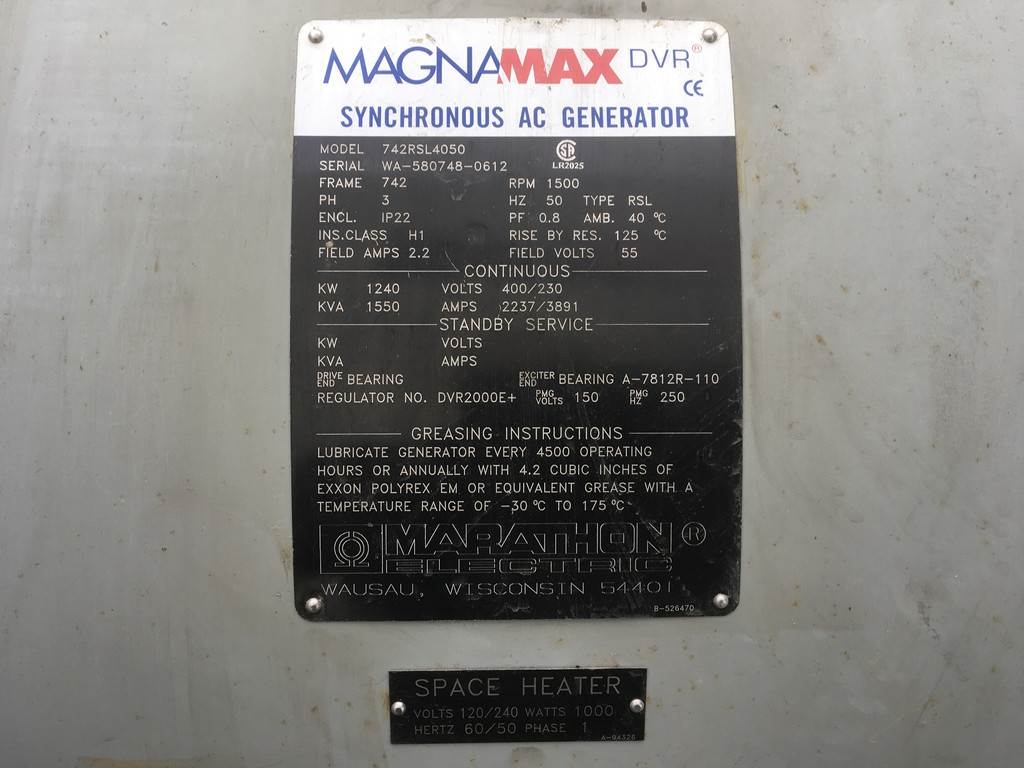 MAGNAMAX DVR®
CE
SYNCHRONOUS AC GENERATOR
MODEL 742RSL4050
SERIAL WA-580748-0612
SA
LR2025
FRAME 742 RPM 1500
PH 3 HZ 50 TYPE RSL
ENCL. IP22 PF 0.8 AMB. 40 °C
INS.CLASS H1 RISE BY RES. 125 °C
FIELD AMPS 2.2 FIELD VOLTS 55
CONTINUOUS
KW 1240 VOLTS 400/230
KVA 1550 AMPS 2237/3891
STANDBY SERVICE
KW VOLTS
KVA AMPS
DRIVE END BEARING EXCITER END BEARING A-7812R-110
REGULATOR NO. DVR2000E+ PMG VOLTS 150 PMG HZ 250
GREASING INSTRUCTIONS
LUBRICATE GENERATOR EVERY 4500 OPERATING
HOURS OR ANNUALLY WITH 4.2 CUBIC INCHES OF
EXXON POLYREX EM OR EQUIVALENT GREASE WITH A
TEMPERATURE RANGE OF -30 °C TO 175 °C
MARATHON ®
ELECTRIC
WAUSAU, WISCONSIN 54401
B-526470
SPACE HEATER
VOLTS 120/240 WATTS 1000
HERTZ 60/50 PHASE 1
A-94326